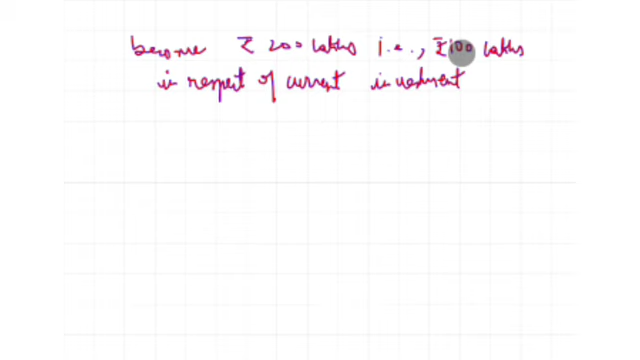 become ₹ 200 lakhs i.e., ₹100 lakhs
in respect of current investment